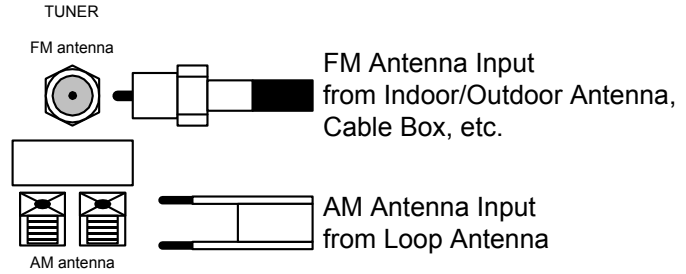 TUNER
FM antenna
FM Antenna Input
from Indoor/Outdoor Antenna,
Cable Box, etc.
AM Antenna Input
from Loop Antenna
AM antenna